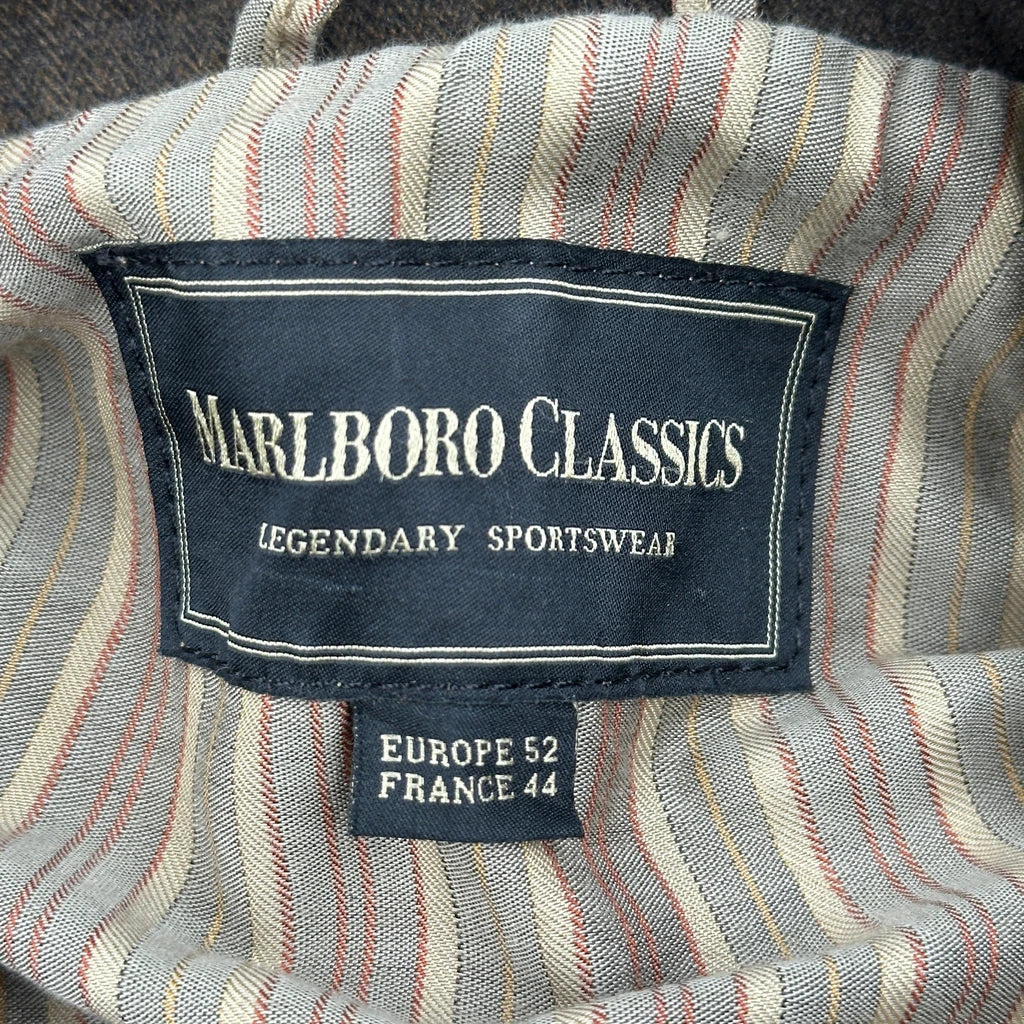 MARLBORO CLASSICS
LEGENDARY SPORTSWEAR
EUROPE 52
FRANCE 44